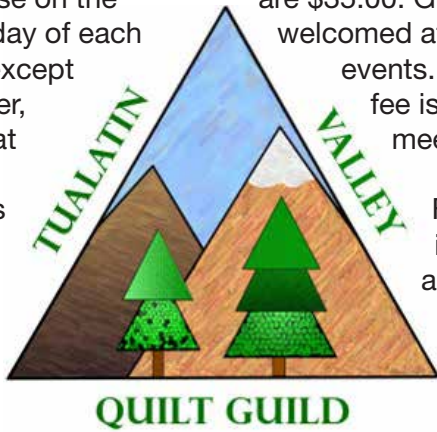 se on the
day of each
except
er,
at
s
are $35.00. G
welcomed at
events.
fee is
mee
a
TUALATIN
VALLEY
QUILT GUILD